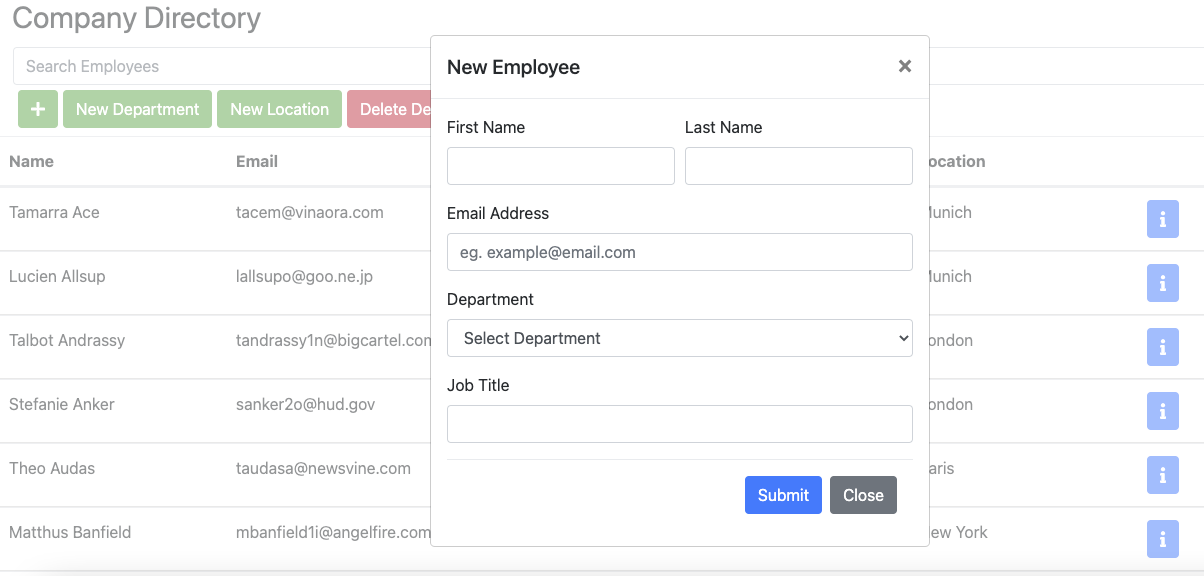 Company Directory
Search Employees
+ New Department New Location Delete De
Name Email ocation
Tamarra Ace tacem@vinaora.com Munich
Lucien Allsup lallsupo@goo.ne.jp Munich
Talbot Andrassy tandrassy1n@bigcartel.com ondon
Stefanie Anker sanker2o@hud.gov ondon
Theo Audas taudasa@newsvine.com aris
Matthus Banfield mbanfield1i@angelfire.com ew York
New Employee ×
First Name Last Name
Email Address
eg. example@email.com
Department
Select Department
Job Title
Submit Close